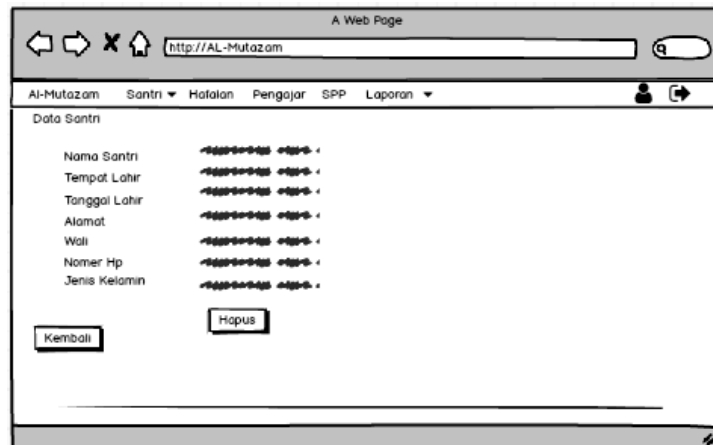 A Web Page
http://AL-Mutazam
Al-Mutazam Santri Hafalan Pengajar SPP Laporan
Data Santri
Nama Santri
Tempat Lahir
Tanggal Lahir
Alamat
Wali
Nomer Hp
Jenis Kelamin
Hapus
Kembali